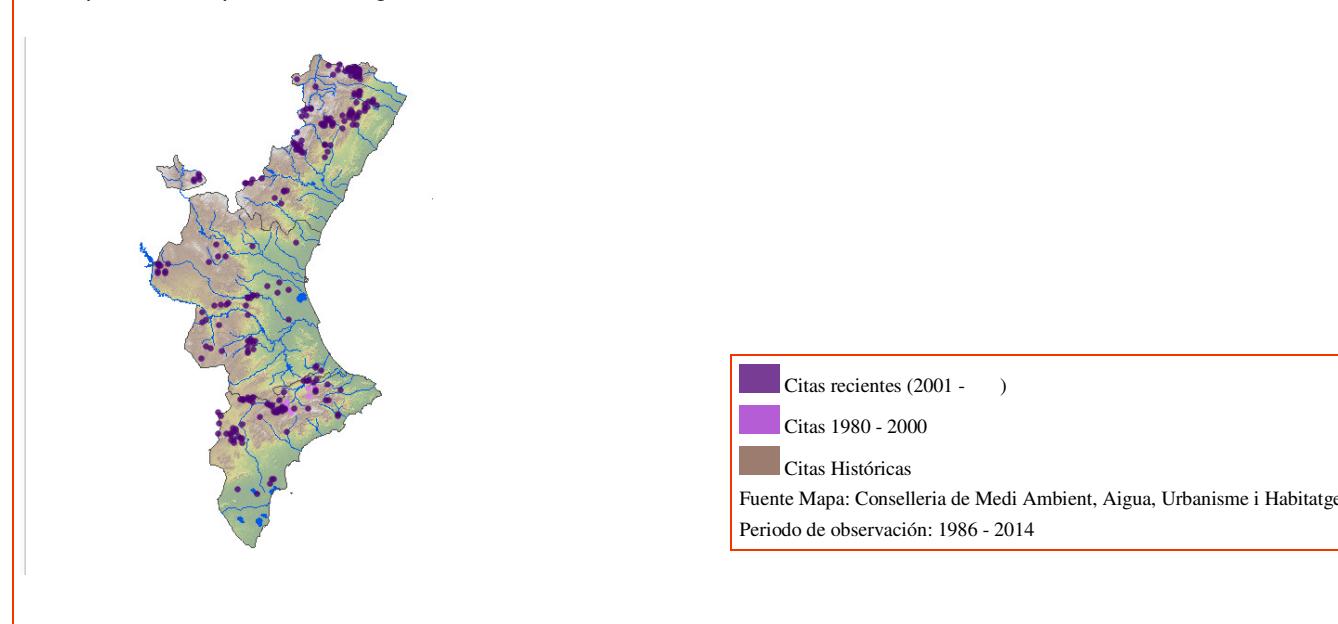 Citas recientes (2001 - )
Citas 1980 - 2000
Citas Históricas
Fuente Mapa: Conselleria de Medi Ambient, Aigua, Urbanisme i Habitatge
Periodo de observación: 1986 - 2014